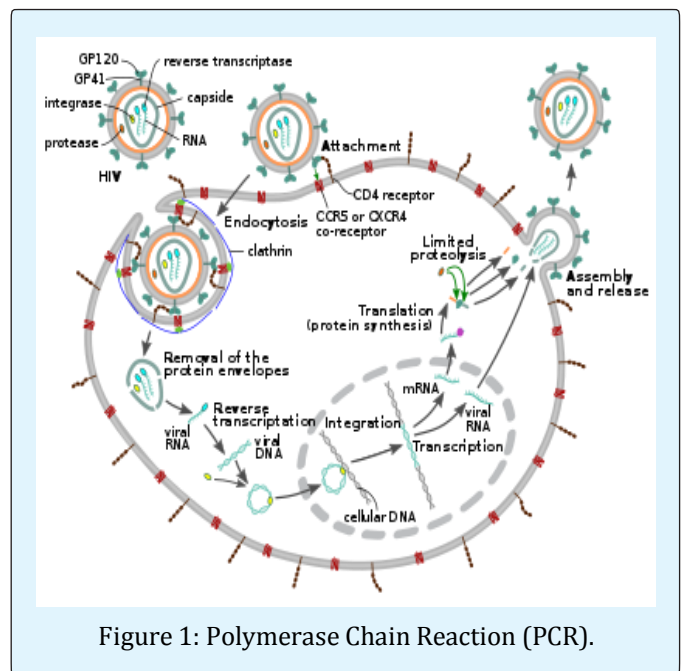 GP120
GP41
reverse transcriptase
integrase
capside
protease
RNA
HIV
Attachment
CD4 receptor
CCR5 or CXCR4
co-receptor
Endocytosis
clathrin
Limited
proteolysis
Assembly
and release
Translation
(protein synthesis)
Removal of the
protein envelopes
mRNA
viral
RNA
Reverse
transcriptation
viral
RNA
viral
DNA
Integration
Transcription
cellular DNA
Figure 1: Polymerase Chain Reaction (PCR).